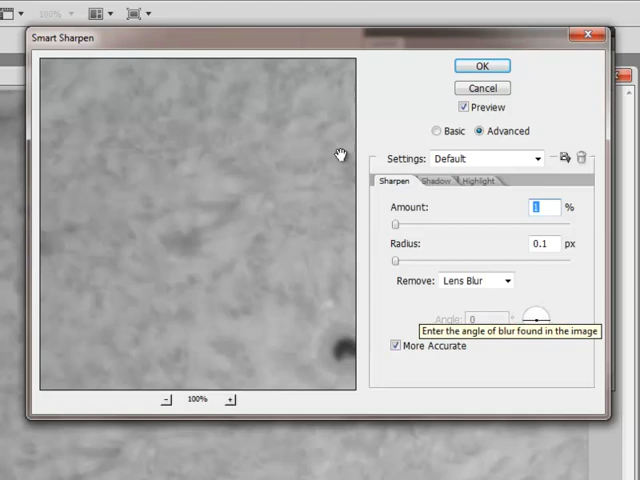 100%
Smart Sharpen
OK
Cancel
Preview
Basic Advanced
Settings: Default
Sharpen Shadow Highlight
Amount: 1 %
Radius: 0.1 px
Remove: Lens Blur
Angle: 0 °
Enter the angle of blur found in the image
More Accurate
- 100% +